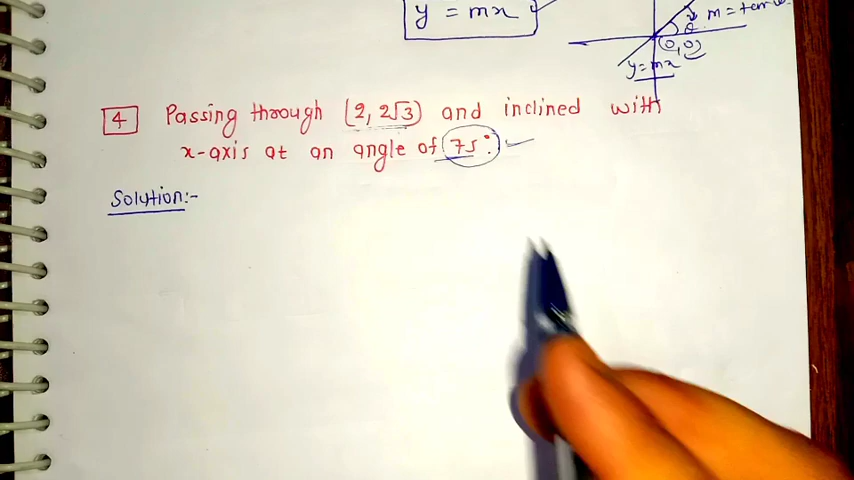 y = mx
m = tan
θ
(0,0)
y = mx
4 Passing through (2, 2√3) and inclined with
x-axis at an angle of 75°
Solution:-